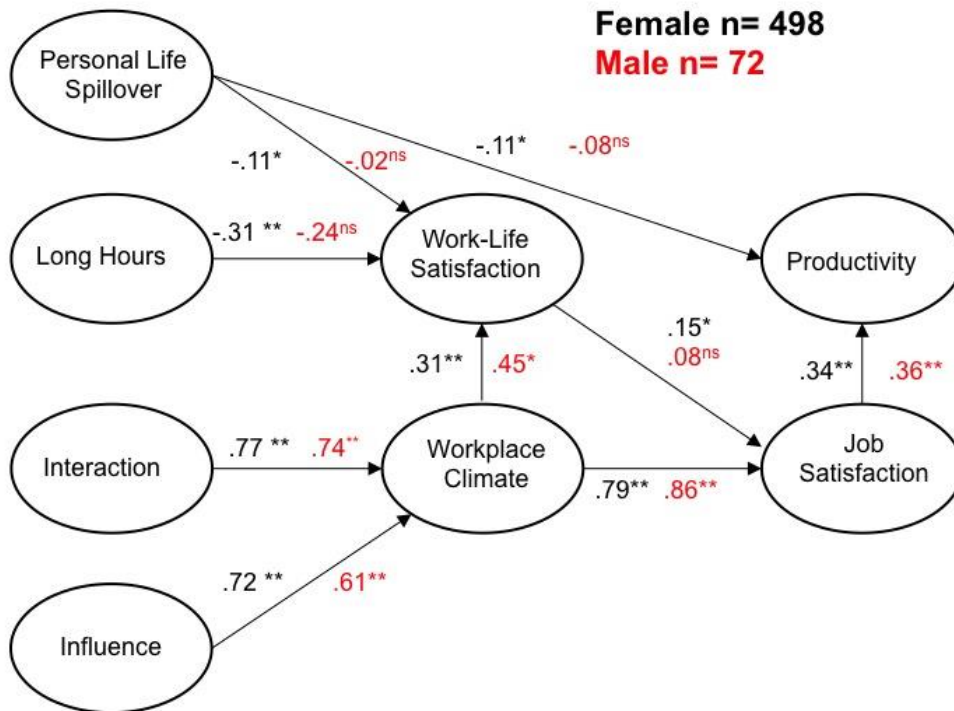 Female n= 498
Male n= 72
Personal Life
Spillover
-.11* -.02ns
-.11* -.08ns
Long Hours
-.31 ** -.24ns
Work-Life
Satisfaction
Productivity
.15*
.08ns
.31** .45*
.34** .36**
Interaction
.77 ** .74**
Workplace
Climate
.79** .86**
Job
Satisfaction
.72 ** .61**
Influence